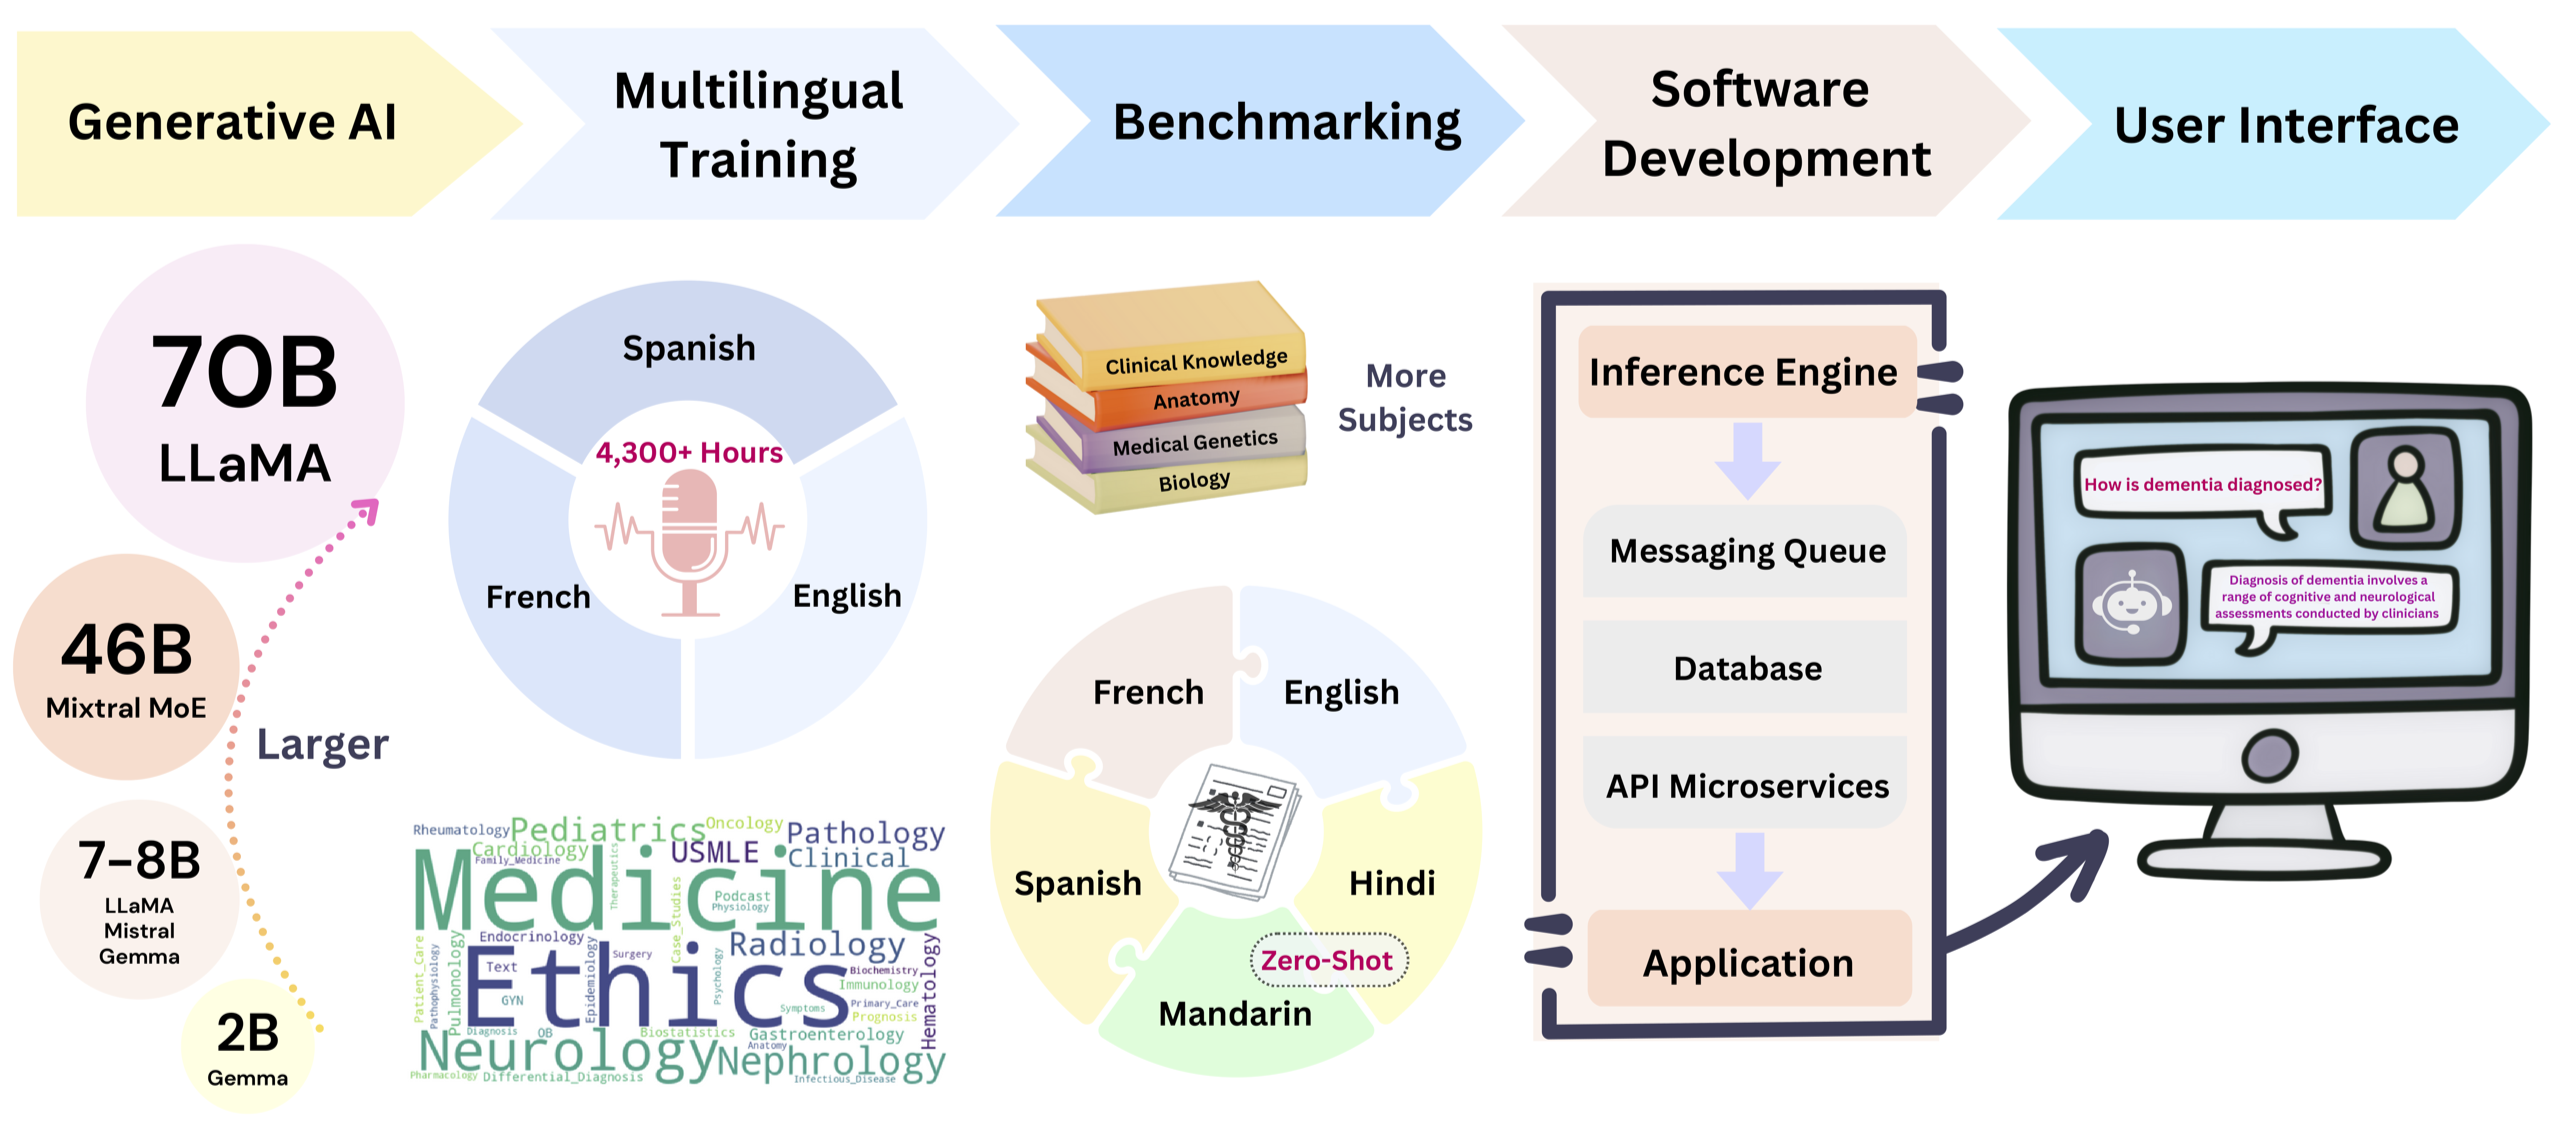 Generative AI
Multilingual
Training
Benchmarking
Software
Development
User Interface
70B
LLaMA
46B
Mixtral MoE
Larger
7–8B
LLaMA
Mistral
Gemma
2B
Gemma
Spanish
4,300+ Hours
French
English
Rheumatology
Pediatrics
Oncology
Pathology
Cardiology
Family_Medicine
USMLE
Clinical
Medicine
Therapeutics
Case_Studies
Podcast
Physiology
Endocrinology
Radiology
Surgery
Ethics
Text
GYN
Epidemiology
Psychology
Biochemistry
Immunology
Primary_Care
Prognosis
Symptoms
Hematology
Patient_Care
Pathophysiology
Pulmonology
Diagnosis
OB
Biostatistics
Gastroenterology
Anatomy
Neurology
Nephrology
Pharmacology
Differential_Diagnosis
Infectious_Disease
Clinical Knowledge
Anatomy
Medical Genetics
Biology
More
Subjects
French
English
Spanish
Hindi
Zero-Shot
Mandarin
Inference Engine
Messaging Queue
Database
API Microservices
Application
How is dementia diagnosed?
Diagnosis of dementia involves a
range of cognitive and neurological
assessments conducted by clinicians